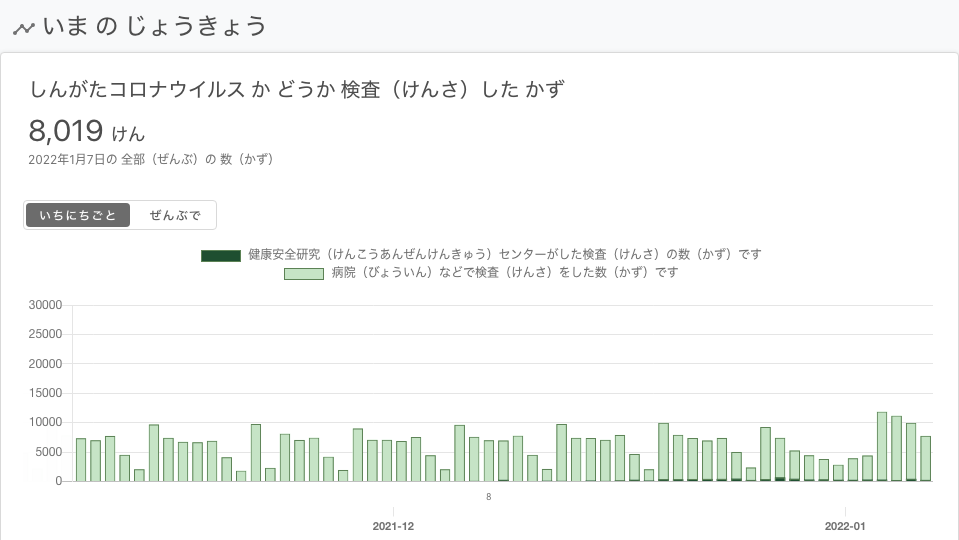 いま の じょうきょう
しんがたコロナウイルス か どうか 検査（けんさ）した かず
8,019 けん
2022年1月7日の 全部（ぜんぶ）の 数（かず）
いちにちごと ぜんぶで
健康安全研究（けんこうあんぜんけんきゅう）センターがした検査（けんさ）の数（かず）です
病院（びょういん）などで検査（けんさ）をした数（かず）です
30000
25000
20000
15000
10000
5000
0
8
2021-12 2022-01